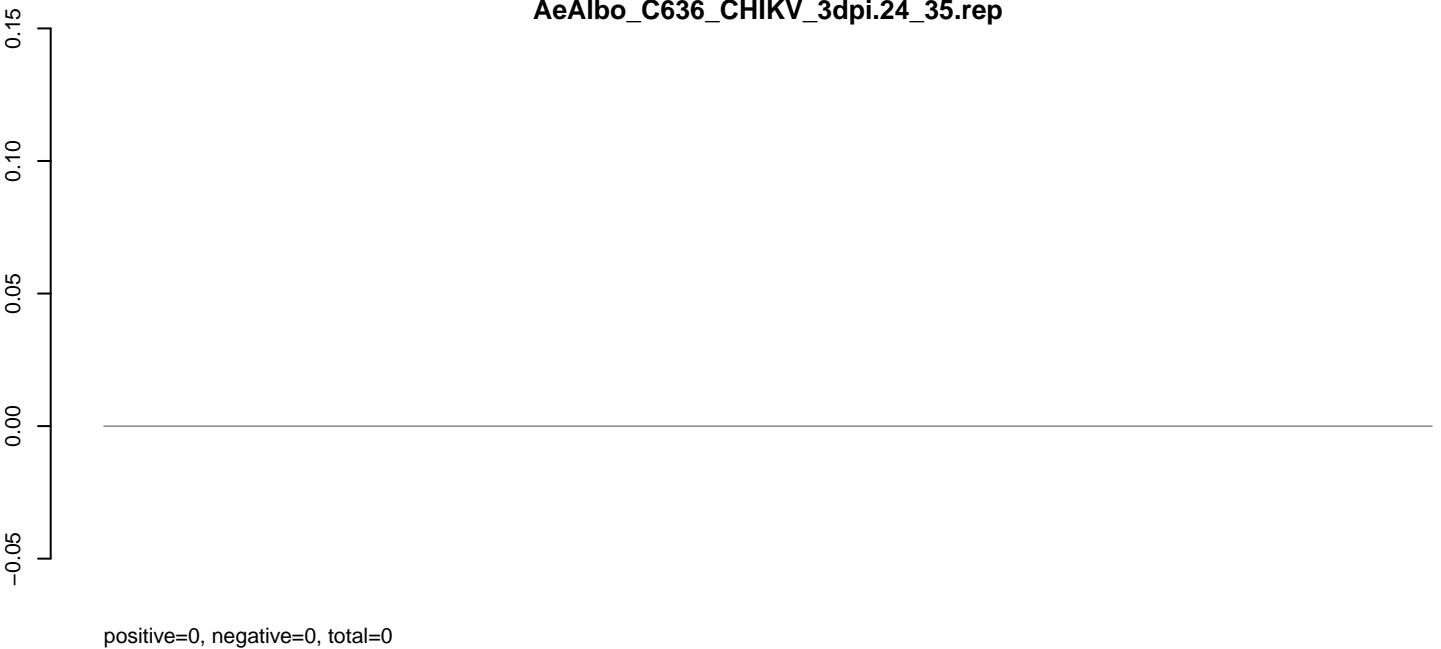 AeAlbo_C636_CHIKV_3dpi.24_35.rep
0.15
0.10
0.05
0.00
−0.05
positive=0, negative=0, total=0